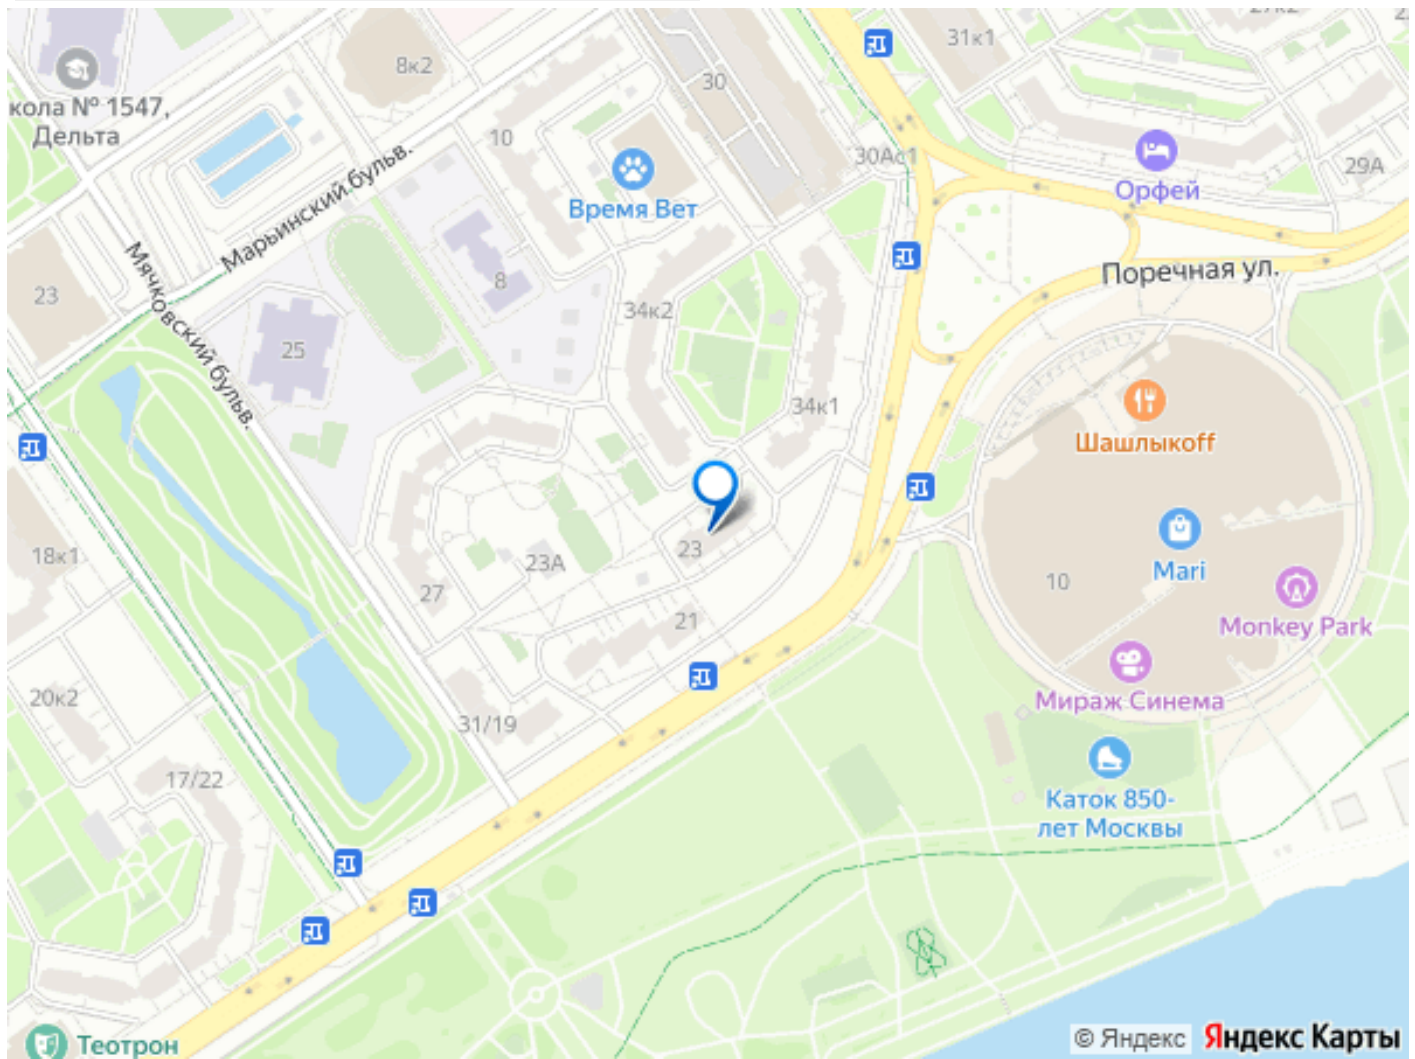 31к1
8к2
30
кола № 1547,
Дельта
10
30Ас1
29А
Орфей
Время Вет
Марьинский бульв.
Мячковский бульв.
Поречная ул.
8
23
34к2
25
34к1
Шашлыкoff
Mari
18к1
23
23А
10
27
21
Monkey Park
Мираж Синема
20к2
31/19
17/22
Каток 850-
лет Москвы
Теотрон
© Яндекс Яндекс Карты